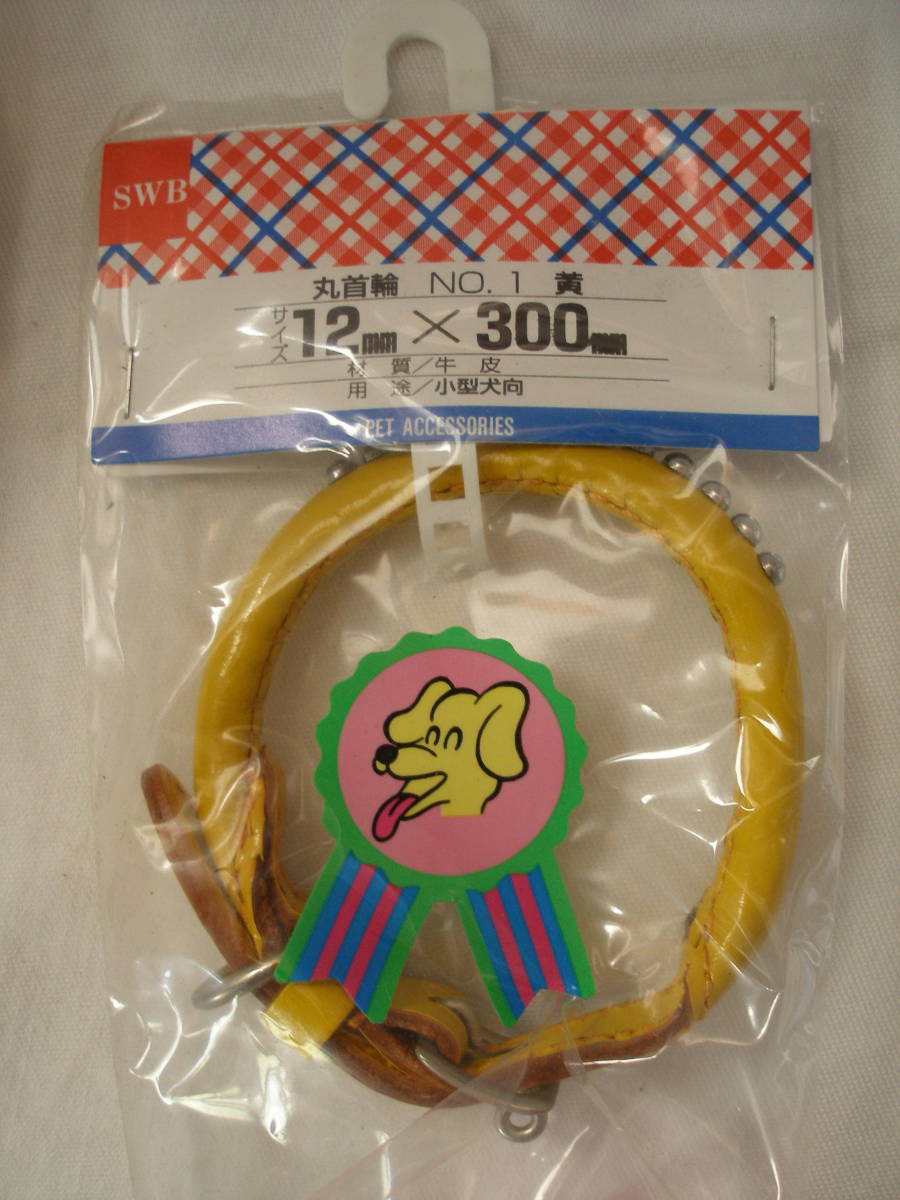 SWB
丸首輪 NO.1 黄
サイズ 12mm × 300mm
材 質/牛 皮
用 途/小型犬向
PET ACCESSORIES